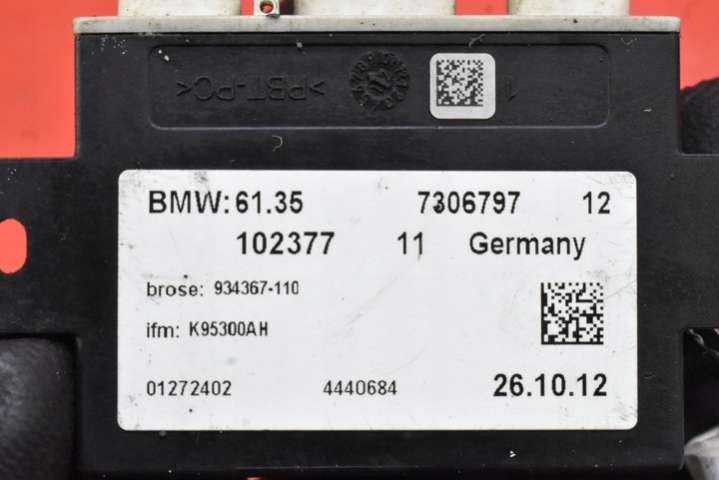 >PBT-PC<
1
BMW: 61.35 7306797 12
102377 11 Germany
brose: 934367-110
ifm: K95300AH
01272402 4440684 26.10.12